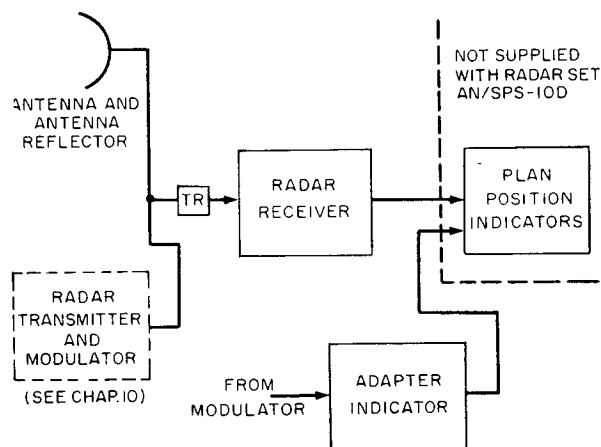 ANTENNA AND
ANTENNA
REFLECTOR
NOT SUPPLIED
WITH RADAR SET
AN/SPS-10D
TR
RADAR
RECEIVER
PLAN
POSITION
INDICATORS
RADAR
TRANSMITTER
AND
MODULATOR
(SEE CHAP.10)
FROM
MODULATOR
ADAPTER
INDICATOR